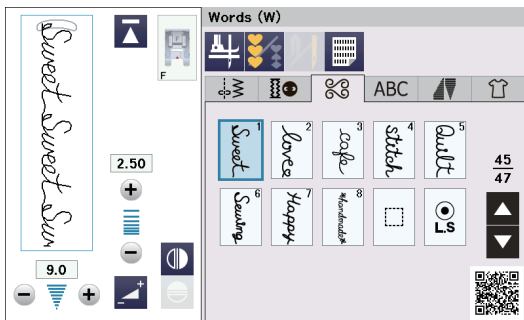 Words (W)
Sweet Sweet Sw
F
2.50
9.0
ABC
1 Sweet
2 love
3 cafe
4 stitch
5 Quilt
6 Sewing
7 Happy
8 *handmade*
L.S
45
47